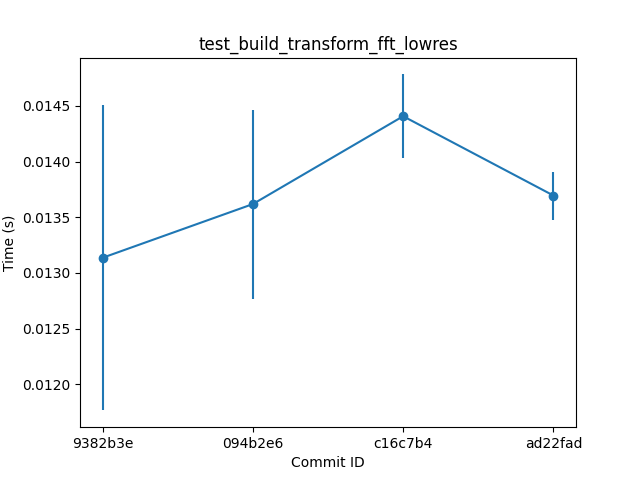 test_build_transform_fft_lowres
0.0145
0.0140
0.0135
0.0130
0.0125
0.0120
Time (s)
9382b3e 094b2e6 c16c7b4 ad22fad
Commit ID